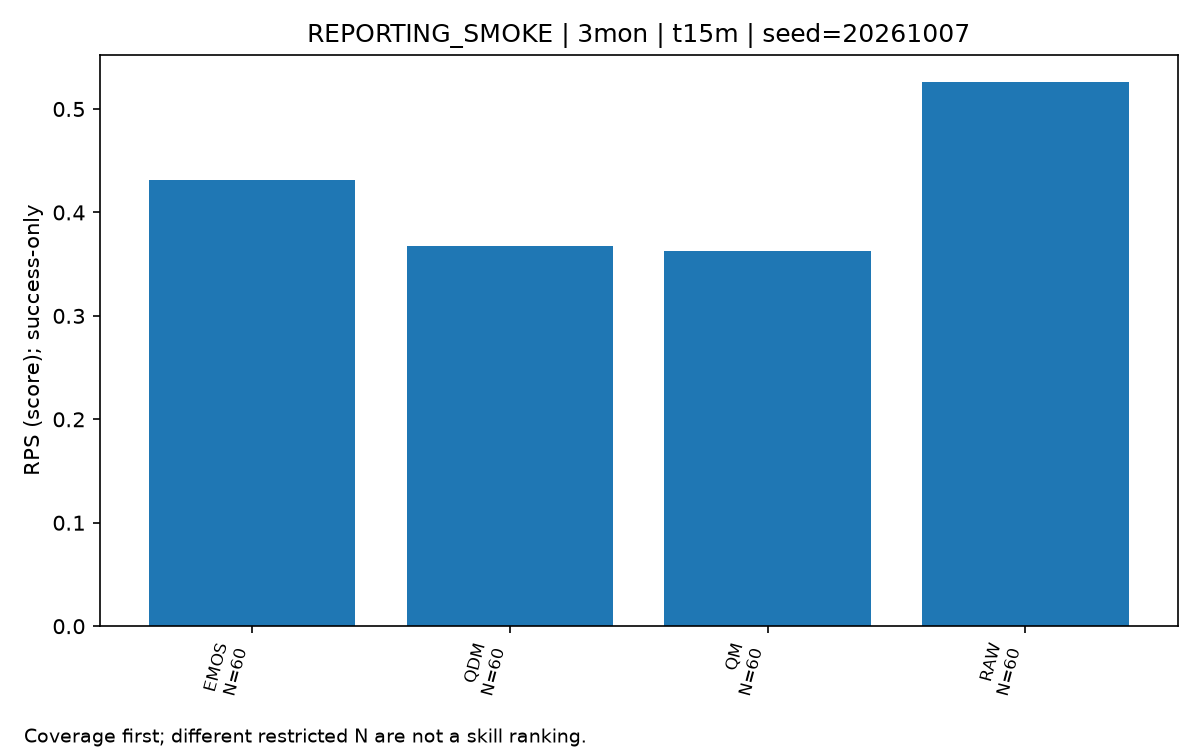 REPORTING_SMOKE | 3mon | t15m | seed=20261007
RPS (score); success-only
0.5
0.4
0.3
0.2
0.1
0.0
EMOS
N=60
QDM
N=60
QM
N=60
RAW
N=60
Coverage first; different restricted N are not a skill ranking.